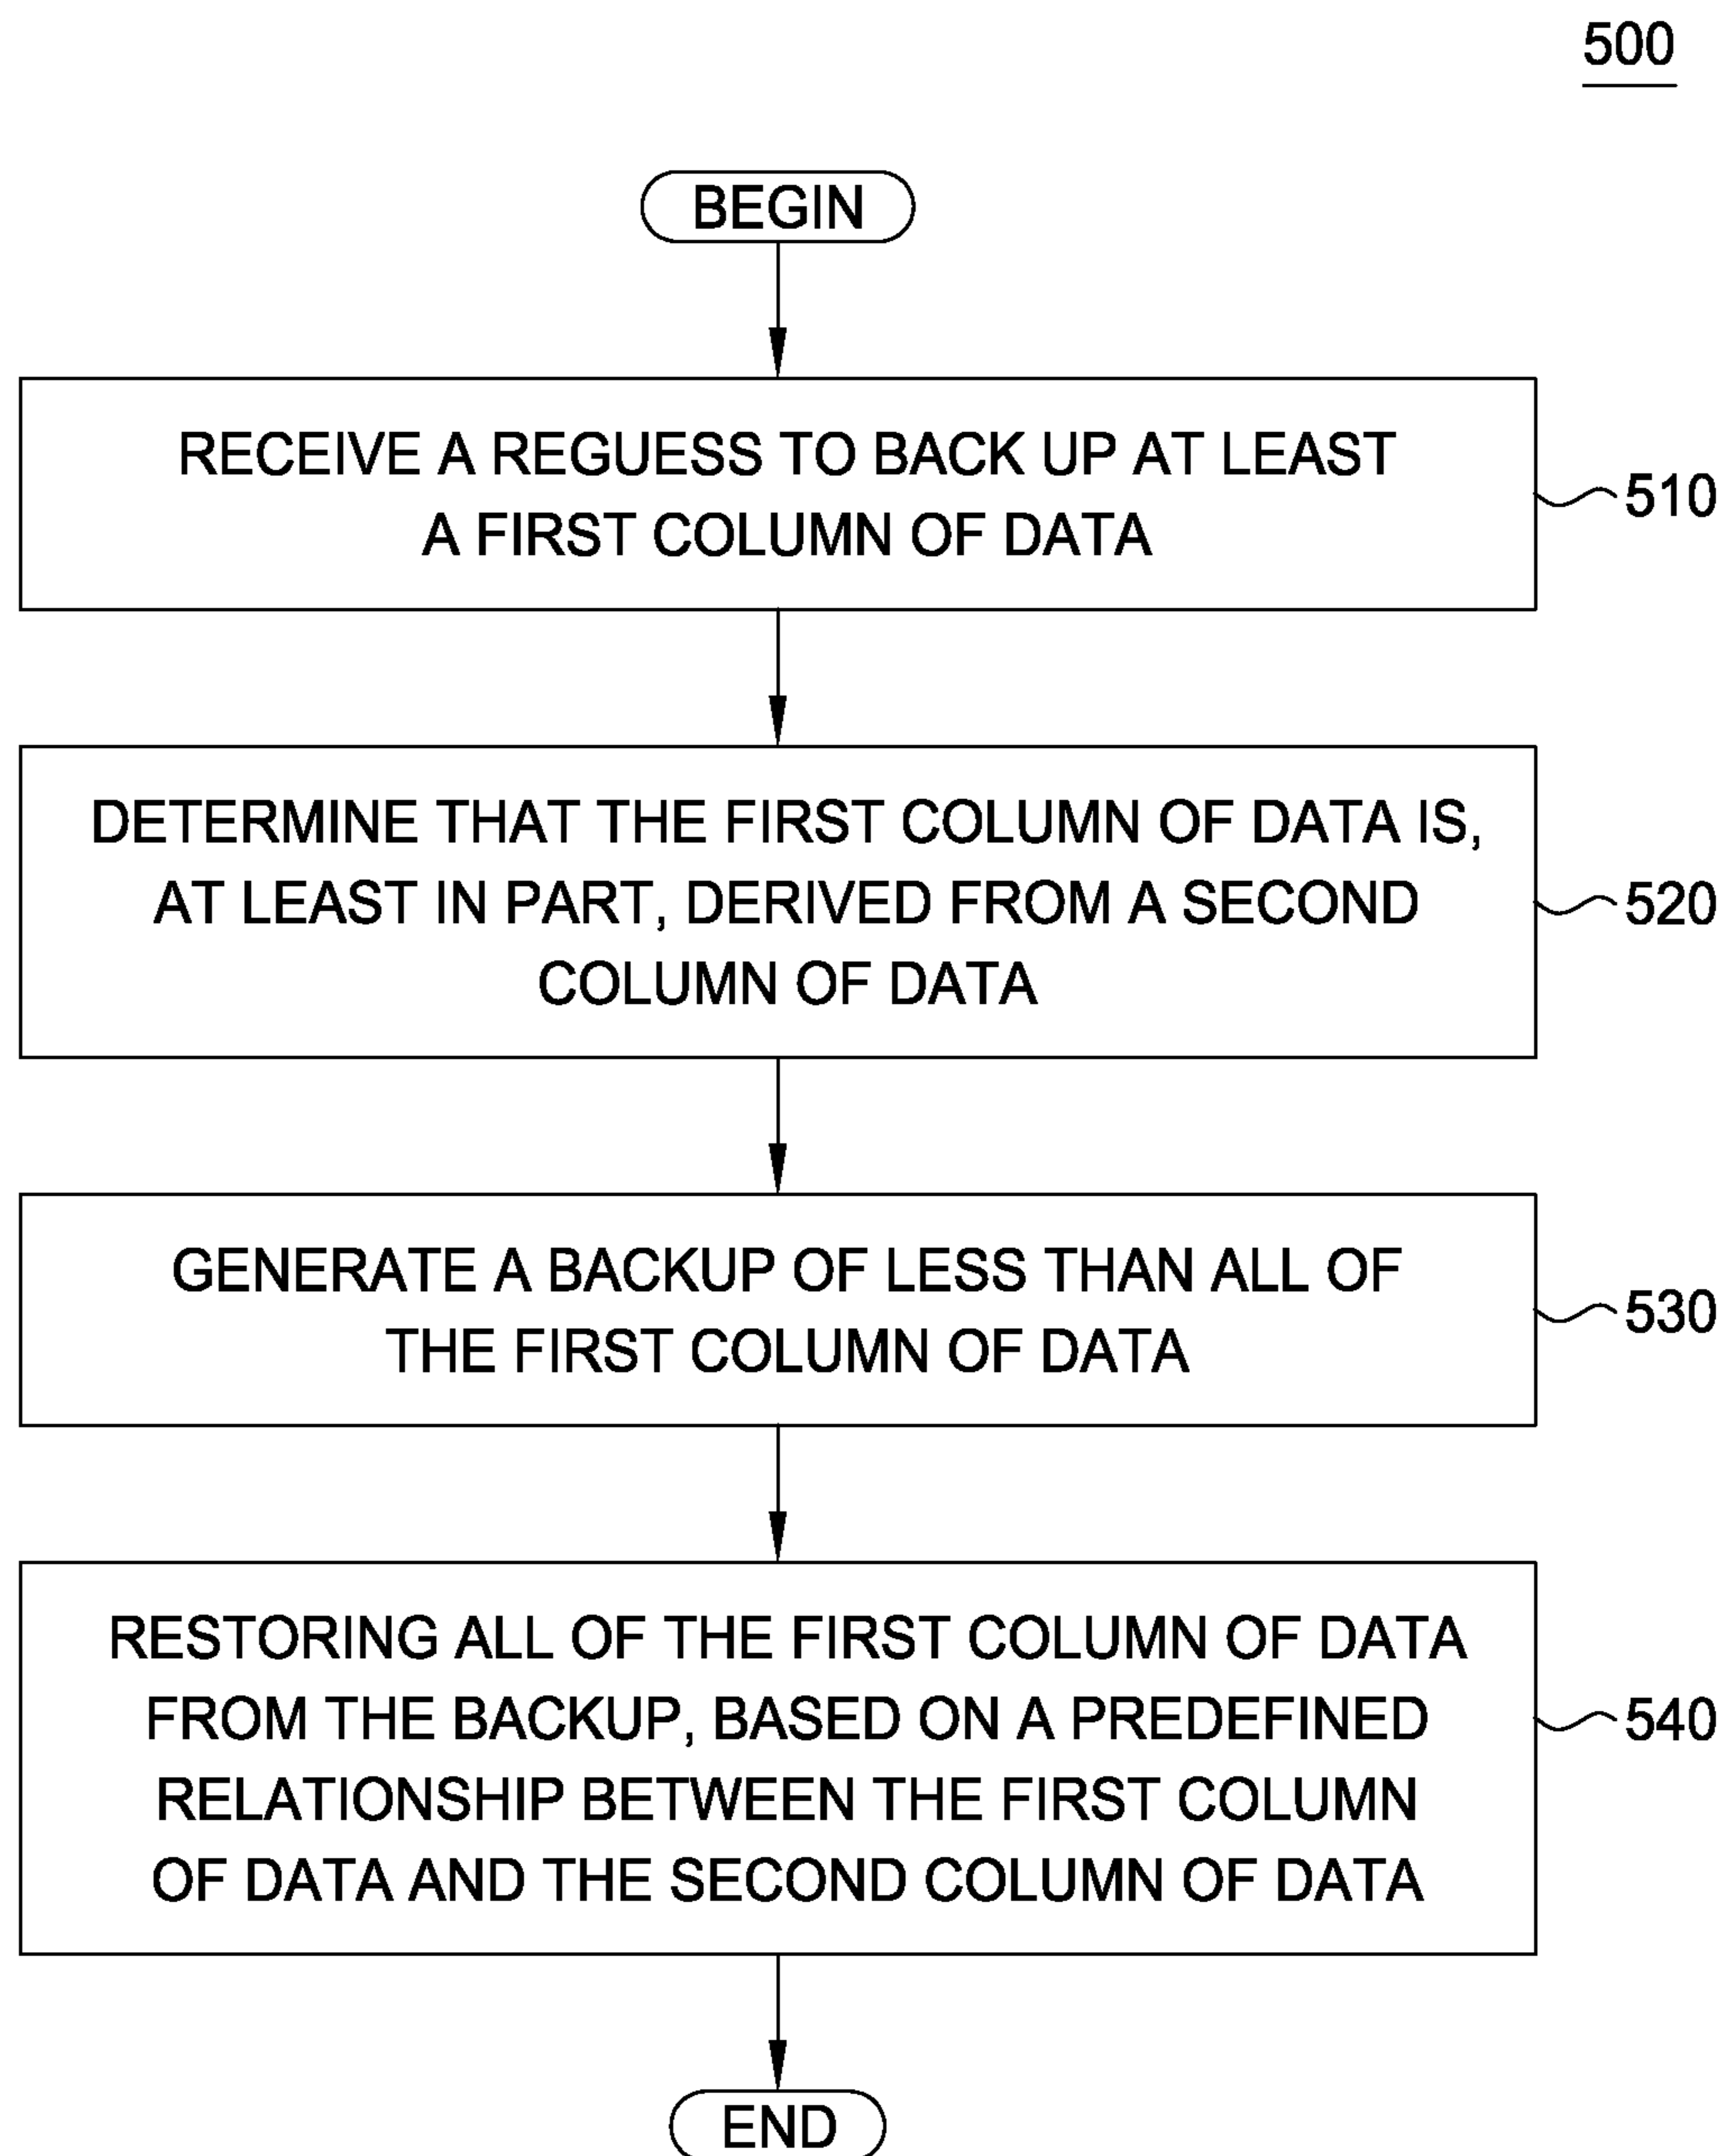 500
BEGIN
RECEIVE A REGUESS TO BACK UP AT LEAST
A FIRST COLUMN OF DATA
510
DETERMINE THAT THE FIRST COLUMN OF DATA IS,
AT LEAST IN PART, DERIVED FROM A SECOND
COLUMN OF DATA
520
GENERATE A BACKUP OF LESS THAN ALL OF
THE FIRST COLUMN OF DATA
530
RESTORING ALL OF THE FIRST COLUMN OF DATA
FROM THE BACKUP, BASED ON A PREDEFINED
RELATIONSHIP BETWEEN THE FIRST COLUMN
OF DATA AND THE SECOND COLUMN OF DATA
540
END